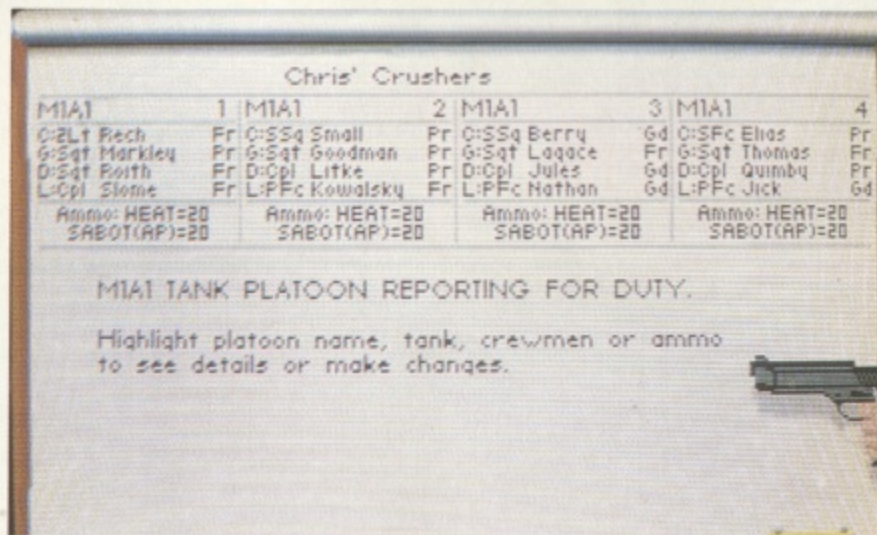 Chris' Crushers
M1A1 1 M1A1 2 M1A1 3 M1A1 4
C:2Lt Rech Fr C:SSg Small Pr C:SSg Berry Gd C:SFc Elias Pr
G:Sgt Markley Pr G:Sgt Goodman Pr G:Sgt Lagace Fr G:Sgt Thomas Fr
D:Sgt Roith Fr D:Cpl Litke Pr D:Cpl Jules Gd D:Cpl Quimby Pr
L:Cpl Slome Fr L:PFc Kowalsky Fr L:PFc Nathan Gd L:PFc Jick Gd
Ammo: HEAT=20 Ammo: HEAT=20 Ammo: HEAT=20 Ammo: HEAT=20
SABOT(AP)=20 SABOT(AP)=20 SABOT(AP)=20 SABOT(AP)=20
M1A1 TANK PLATOON REPORTING FOR DUTY.
Highlight platoon name, tank, crewmen or ammo
to see details or make changes.